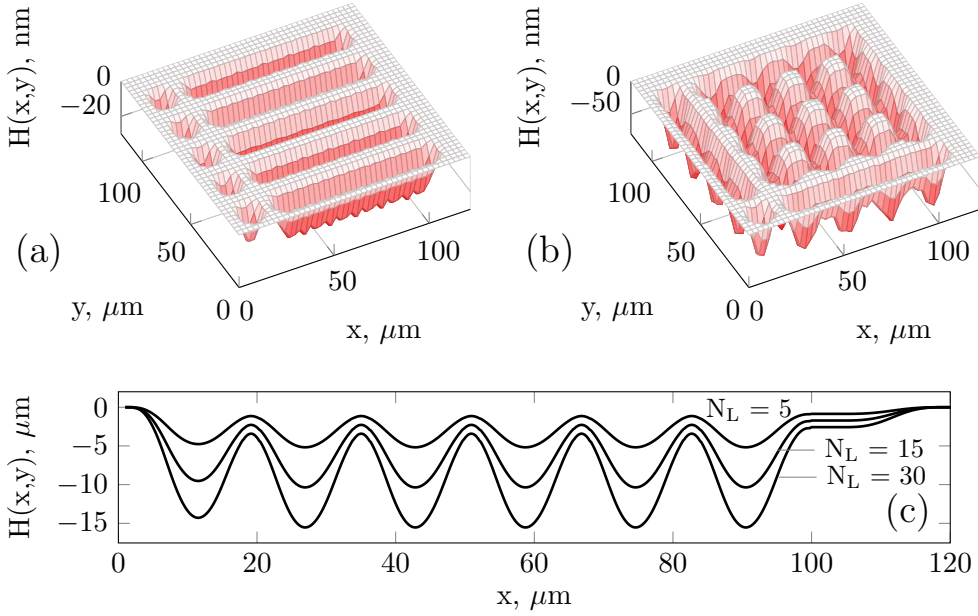 H(x,y), nm
0
−20
100
50
0
0
50
100
y, μm
x, μm
(a)
H(x,y), nm
0
−50
100
50
0
0
50
100
y, μm
x, μm
(b)
H(x,y), μm
0
−5
−10
−15
N_L = 5
N_L = 15
N_L = 30
(c)
0 20 40 60 80 100 120
x, μm